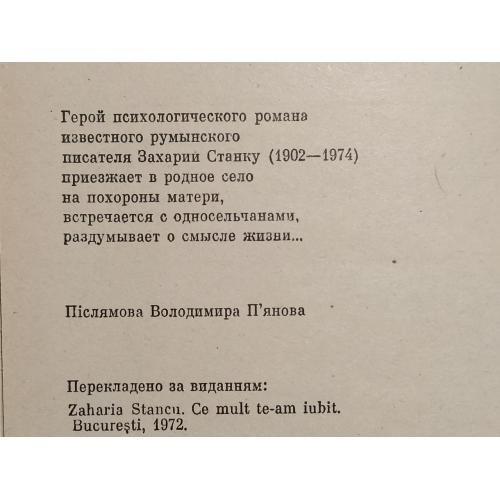 Герой психологического романа
известного румынского
писателя Захарии Станку (1902—1974)
приезжает в родное село
на похороны матери,
встречается с односельчанами,
раздумывает о смысле жизни...
Післямова Володимира П'янова
Перекладено за виданням:
Zaharia Stancu. Ce mult te-am iubit.
Bucureşti, 1972.